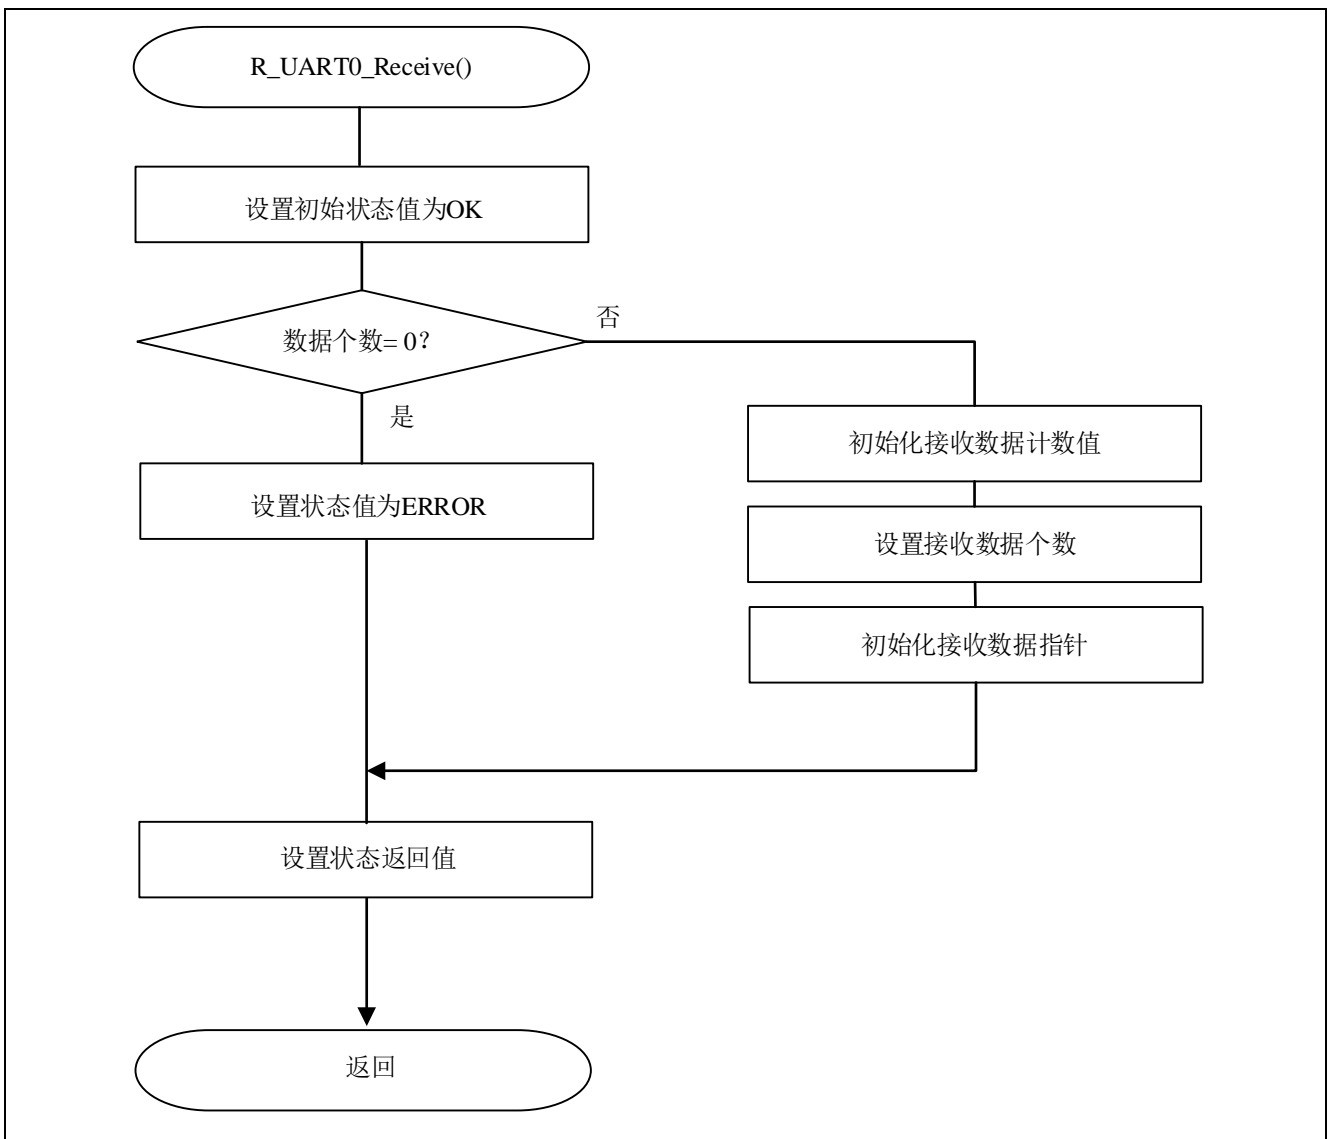 R_UART0_Receive()
设置初始状态值为OK
数据个数= 0?
否
是
设置状态值为ERROR
初始化接收数据计数值
设置接收数据个数
初始化接收数据指针
设置状态返回值
返回